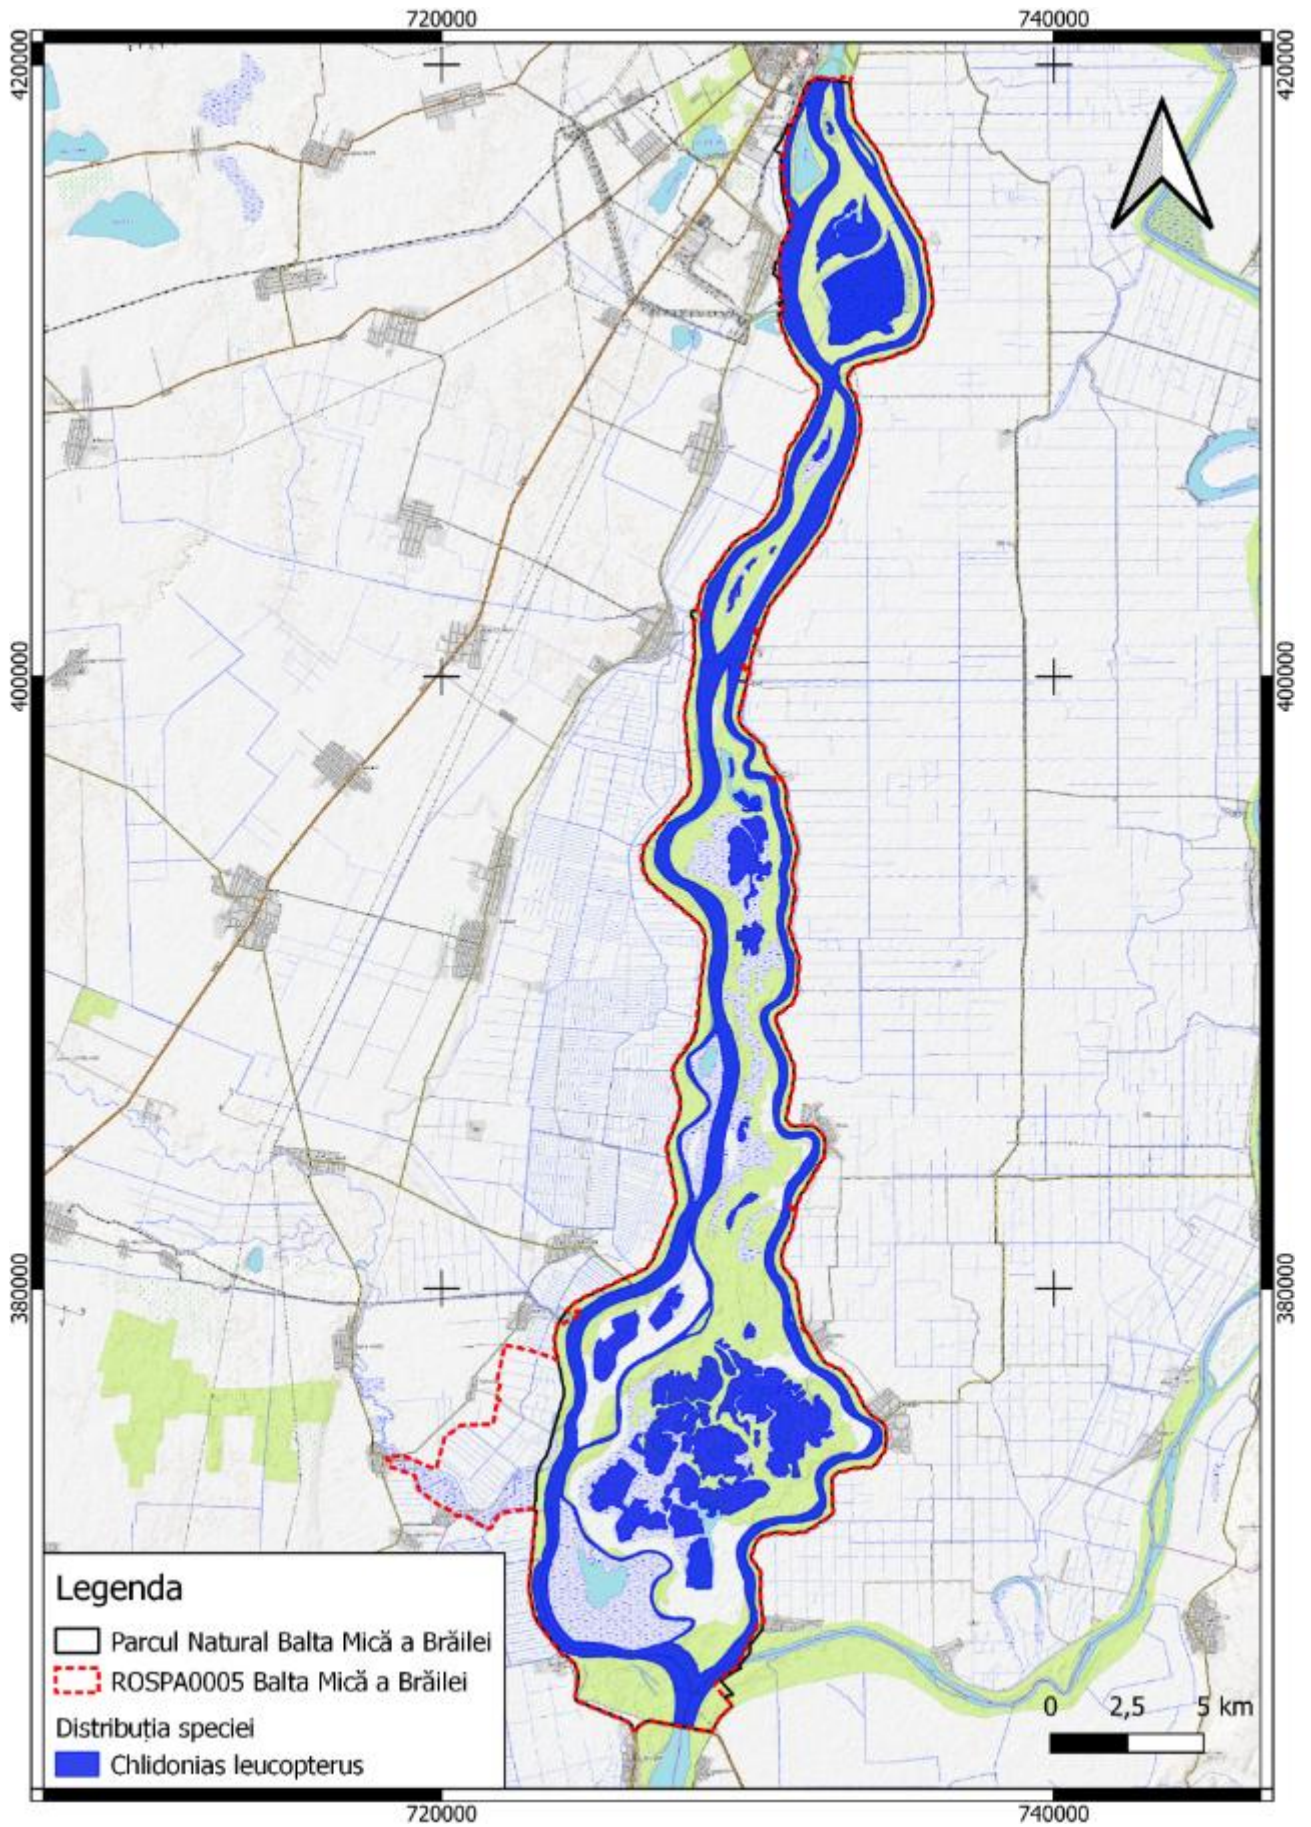 720000 740000
420000 420000
400000 400000
380000 380000
Legenda
Parcul Natural Balta Mică a Brăilei
ROSPA0005 Balta Mică a Brăilei
Distribuția speciei
Chlidonias leucopterus
0 2,5 5 km
720000 740000